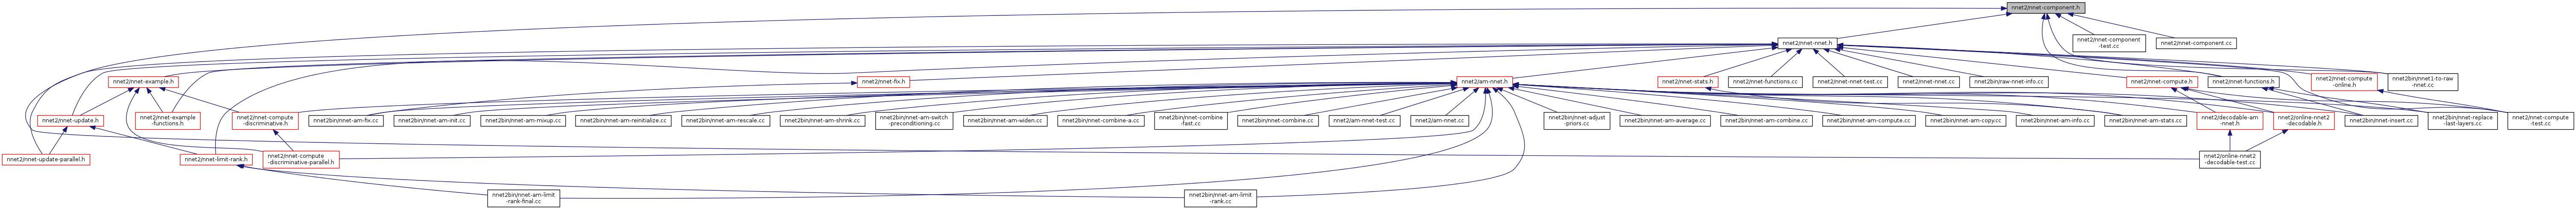 nnet2/nnet-component.h
nnet2/nnet-nnet.h
nnet2/nnet-component
-test.cc
nnet2/nnet-component.cc
nnet2/nnet-example.h
nnet2/nnet-fix.h
nnet2/am-nnet.h
nnet2/nnet-stats.h
nnet2/nnet-functions.cc
nnet2/nnet-nnet-test.cc
nnet2/nnet-nnet.cc
nnet2bin/raw-nnet-info.cc
nnet2/nnet-compute.h
nnet2/nnet-functions.h
nnet2/nnet-compute
-online.h
nnet2bin/nnet1-to-raw
-nnet.cc
nnet2/nnet-update.h
nnet2/nnet-example
-functions.h
nnet2/nnet-compute
-discriminative.h
nnet2bin/nnet-am-fix.cc
nnet2bin/nnet-am-init.cc
nnet2bin/nnet-am-mixup.cc
nnet2bin/nnet-am-reinitialize.cc
nnet2bin/nnet-am-rescale.cc
nnet2bin/nnet-am-shrink.cc
nnet2bin/nnet-am-switch
-preconditioning.cc
nnet2bin/nnet-am-widen.cc
nnet2bin/nnet-combine-a.cc
nnet2bin/nnet-combine
-fast.cc
nnet2bin/nnet-combine.cc
nnet2/am-nnet-test.cc
nnet2/am-nnet.cc
nnet2bin/nnet-adjust
-priors.cc
nnet2bin/nnet-am-average.cc
nnet2bin/nnet-am-combine.cc
nnet2bin/nnet-am-compute.cc
nnet2bin/nnet-am-copy.cc
nnet2bin/nnet-am-info.cc
nnet2bin/nnet-am-stats.cc
nnet2/decodable-am
-nnet.h
nnet2/online-nnet2
-decodable.h
nnet2bin/nnet-insert.cc
nnet2bin/nnet-replace
-last-layers.cc
nnet2/nnet-compute
-test.cc
nnet2/nnet-update-parallel.h
nnet2/nnet-limit-rank.h
nnet2/nnet-compute
-discriminative-parallel.h
nnet2/online-nnet2
-decodable-test.cc
nnet2bin/nnet-am-limit
-rank-final.cc
nnet2bin/nnet-am-limit
-rank.cc